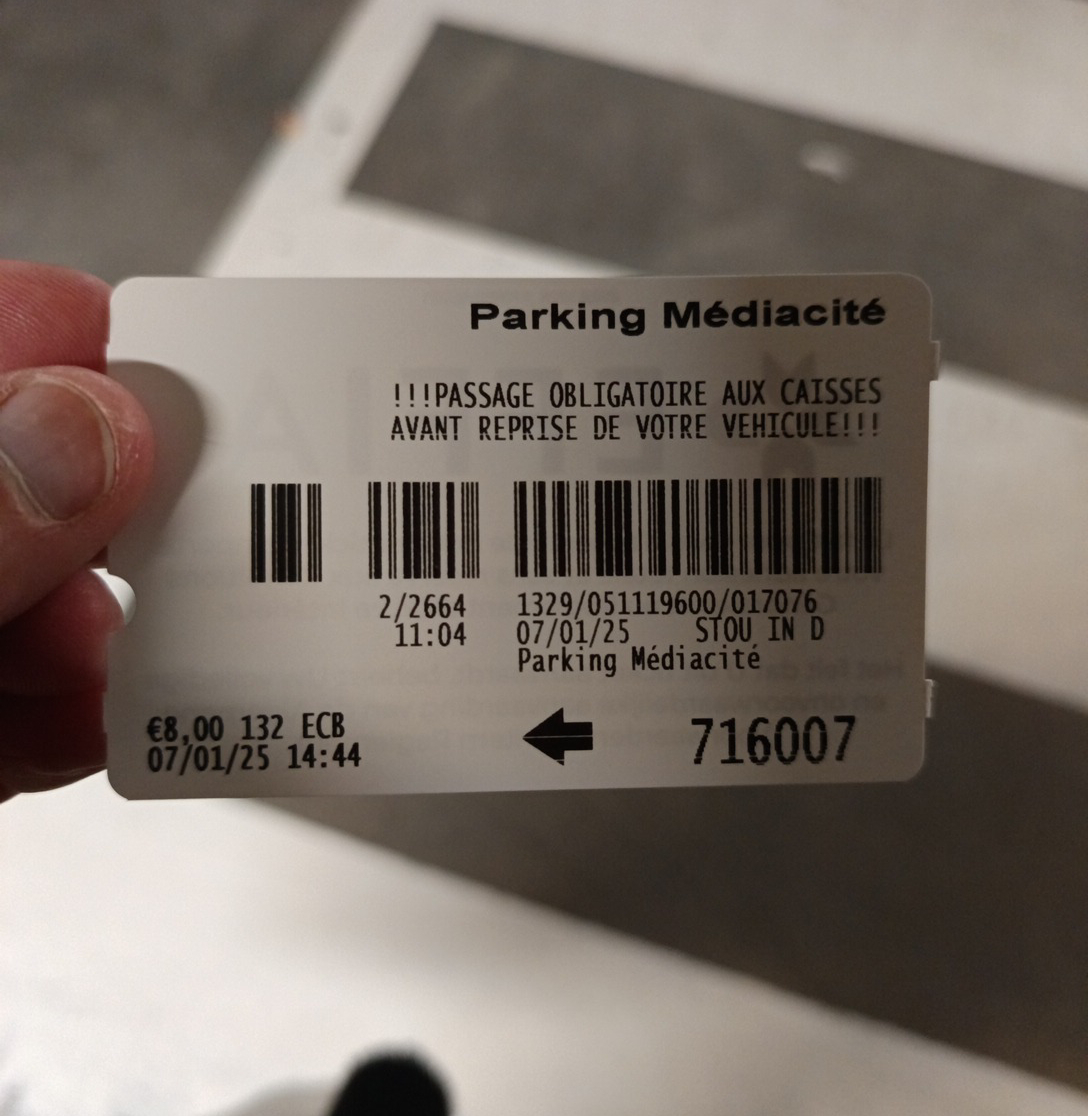 Parking Médiacité
!!!PASSAGE OBLIGATOIRE AUX CAISSES
AVANT REPRISE DE VOTRE VEHICULE!!!
2/2664 1329/051119600/017076
11:04 07/01/25 STOU IN D
Parking Médiacité
€8,00 132 ECB
07/01/25 14:44
716007